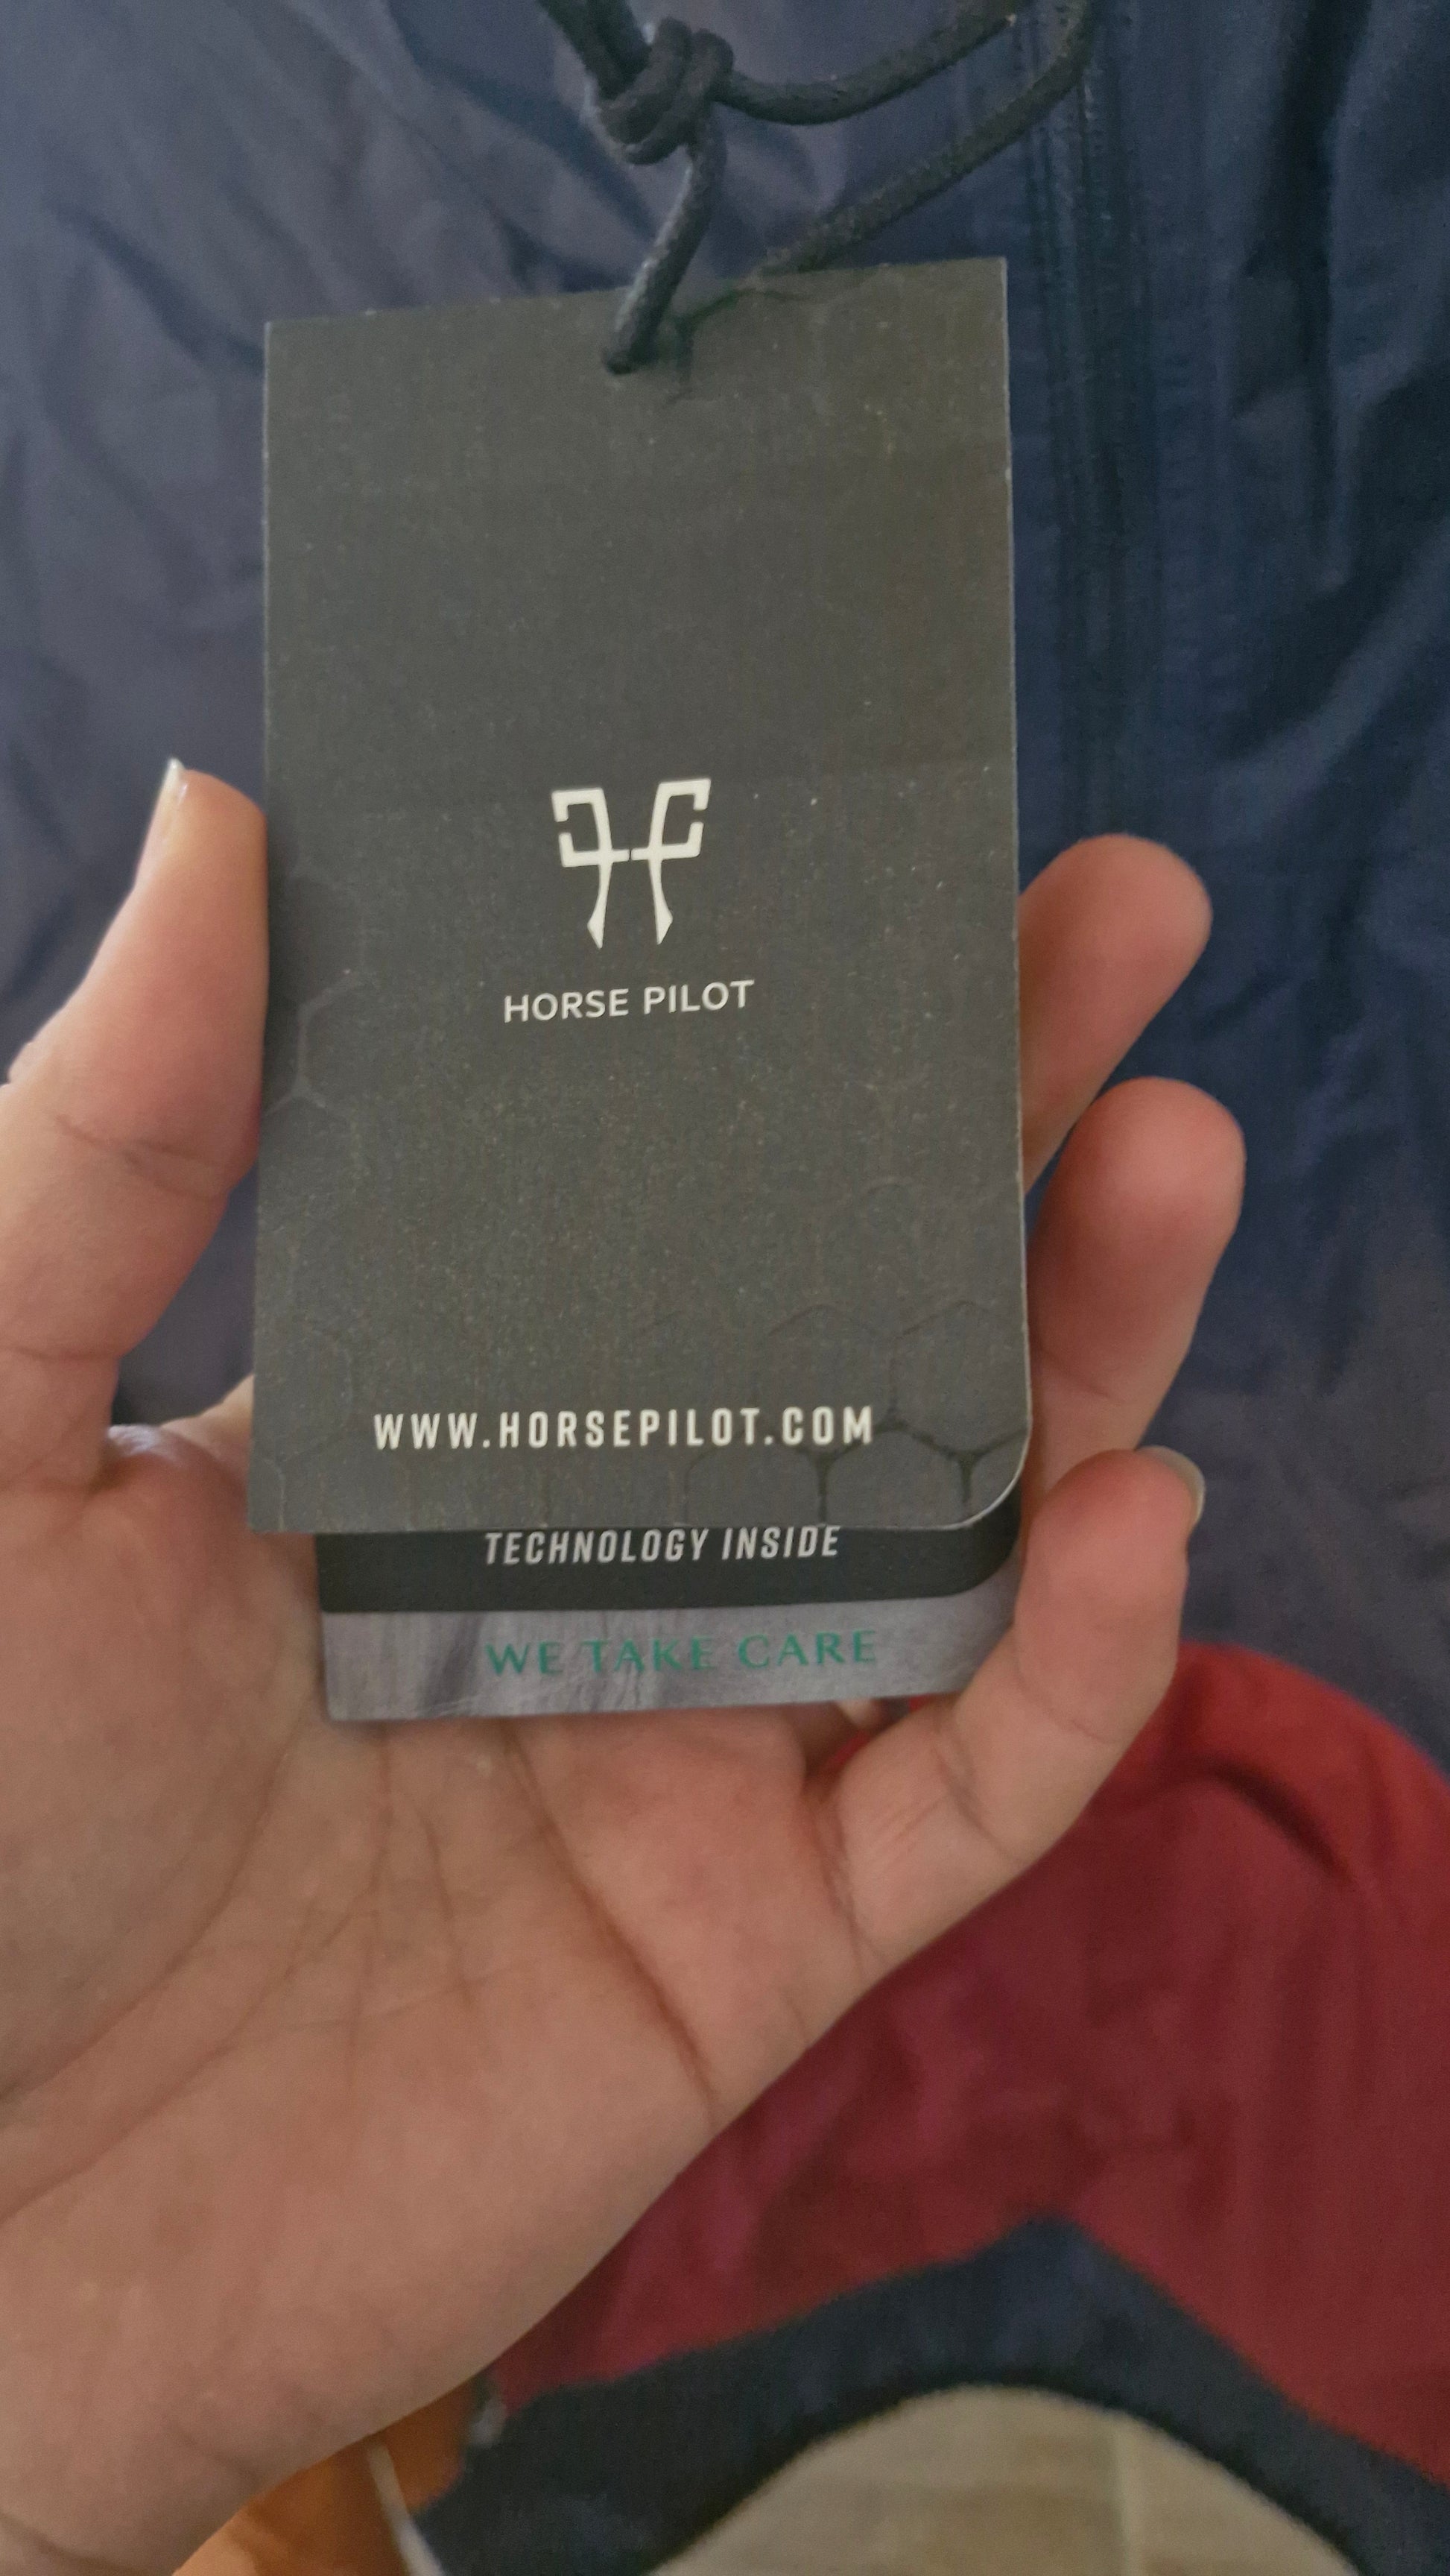 HORSE PILOT
WWW.HORSEPILOT.COM
TECHNOLOGY INSIDE
WE TAKE CARE